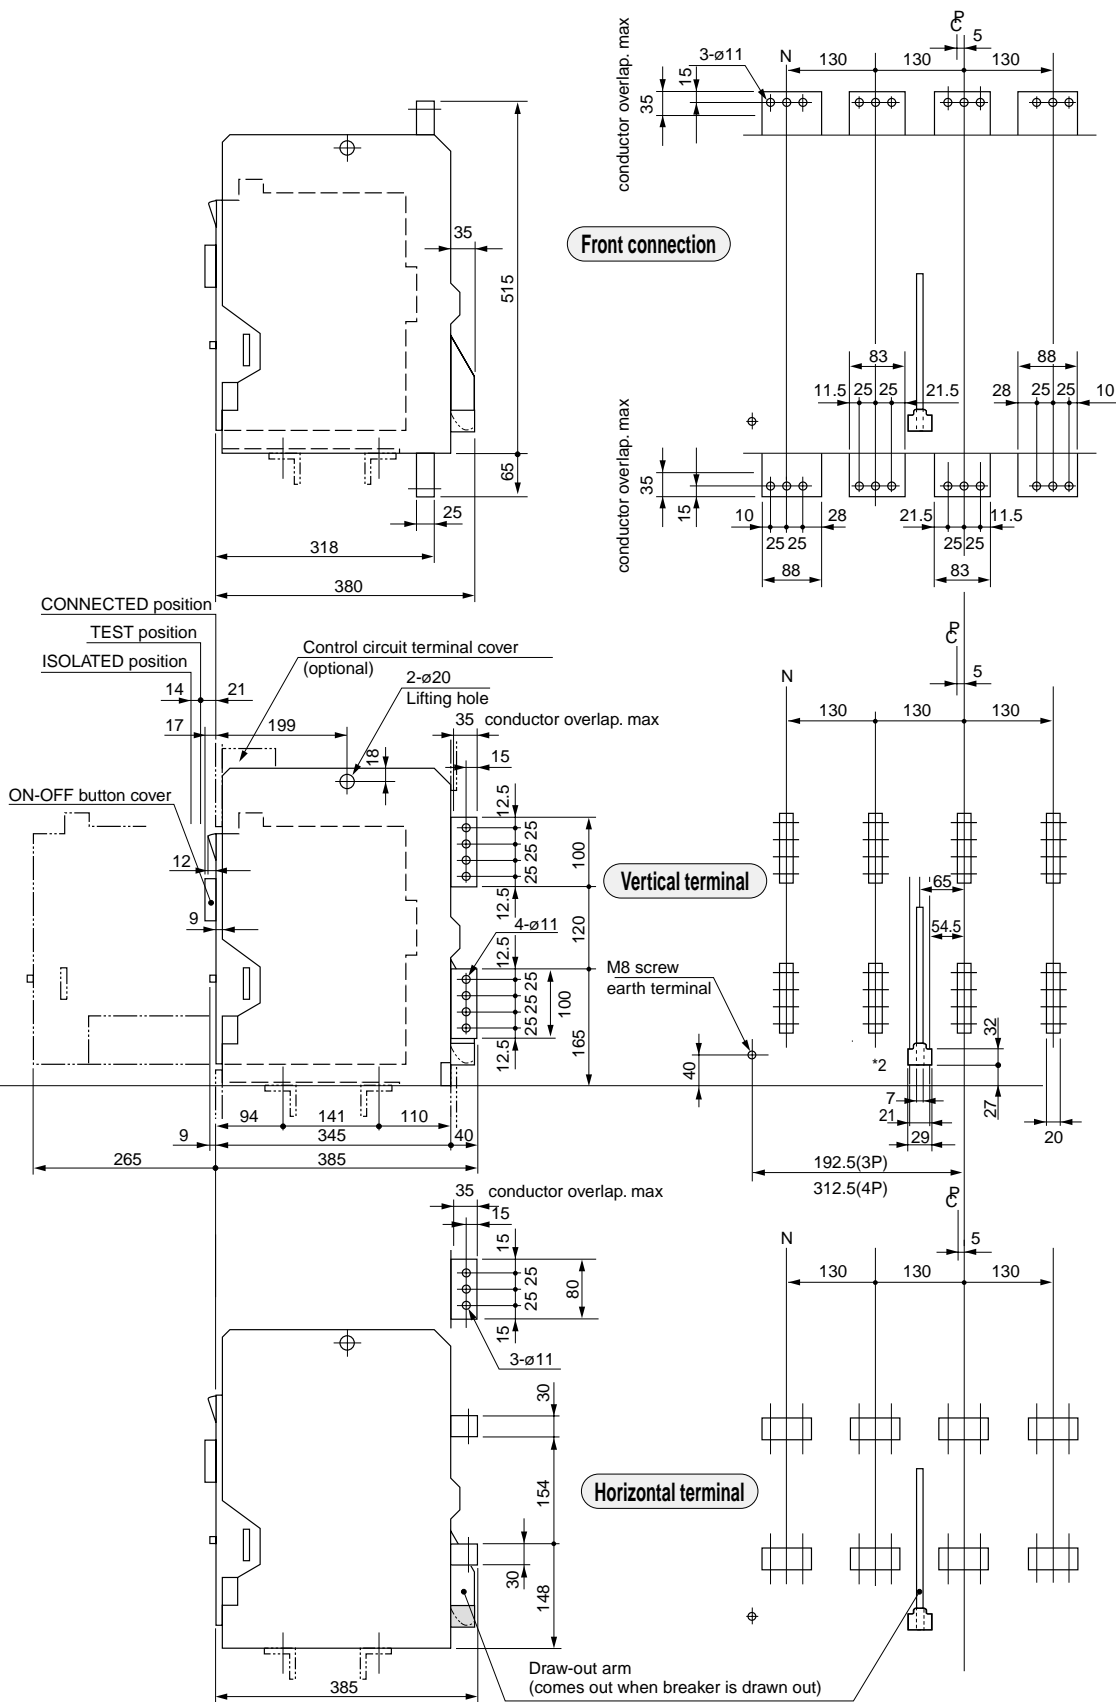 P
C
5
3-ø11
N
130
130
130
15
35
conductor overlap. max
35
515
Front connection
83
88
11.5
25
25
21.5
28
25
25
10
conductor overlap. max
35
15
65
25
318
380
10
28
25
25
88
21.5
11.5
25
25
83
CONNECTED position
TEST position
ISOLATED position
Control circuit terminal cover
(optional)
2-ø20
Lifting hole
14
21
17
199
18
35
conductor overlap. max
15
P
C
5
N
130
130
130
ON-OFF button cover
12
9
12.5
25
25
25
12.5
100
Vertical terminal
4-ø11
120
12.5
25
25
25
12.5
100
165
65
54.5
M8 screw
earth terminal
40
*2
32
27
7
21
29
20
94
141
110
9
345
40
265
385
192.5(3P)
312.5(4P)
35
conductor overlap. max
15
P
C
5
N
130
130
130
15
25
25
15
80
3-ø11
30
154
Horizontal terminal
30
148
Draw-out arm
(comes out when breaker is drawn out)
385